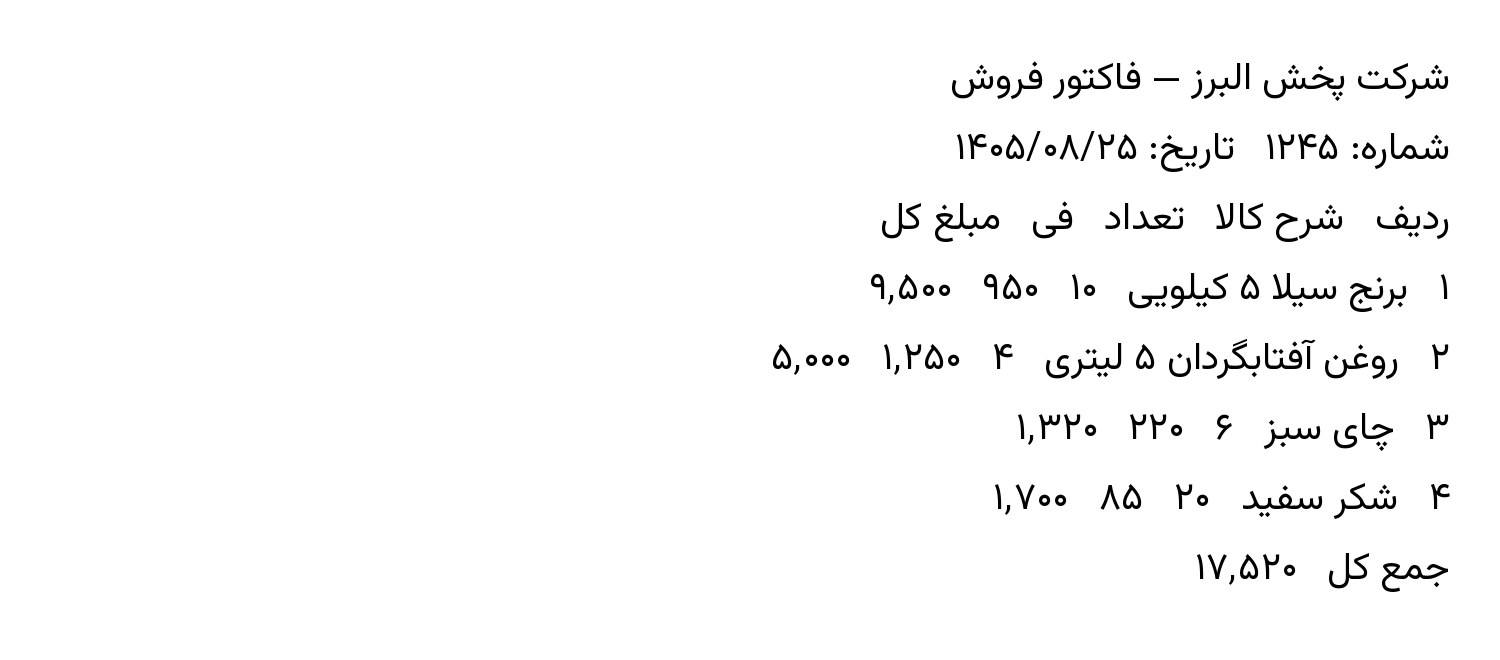 شرکت پخش البرز — فاکتور فروش
شماره: ۱۲۴۵   تاریخ: ۱۴۰۵/۰۸/۲۵
ردیف   شرح کالا   تعداد   فی   مبلغ کل
۱   برنج سیلا ۵ کیلویی   ۱۰   ۹۵۰   ۹,۵۰۰
۲   روغن آفتابگردان ۵ لیتری   ۴   ۱,۲۵۰   ۵,۰۰۰
۳   چای سبز   ۶   ۲۲۰   ۱,۳۲۰
۴   شکر سفید   ۲۰   ۸۵   ۱,۷۰۰
جمع کل   ۱۷,۵۲۰